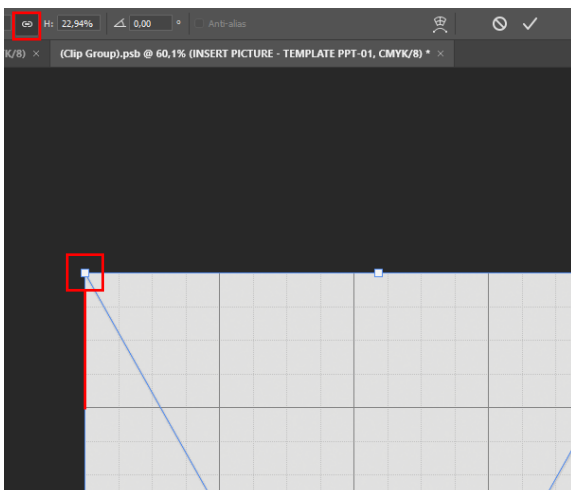 H: 22,94% 0,00 ° Anti-alias
K/8) × (Clip Group).psb @ 60,1% (INSERT PICTURE - TEMPLATE PPT-01, CMYK/8) * ×